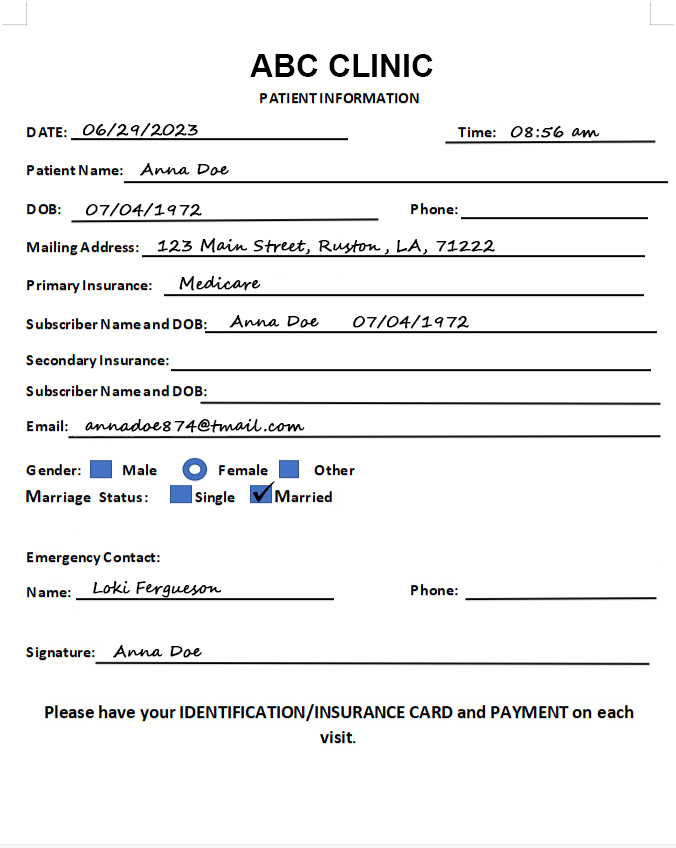 ABC CLINIC
PATIENT INFORMATION
DATE: 06/29/2023 Time: 08:56 am
Patient Name: Anna Doe
DOB: 07/04/1972 Phone:
Mailing Address: 123 Main Street, Ruston, LA, 71222
Primary Insurance: Medicare
Subscriber Name and DOB: Anna Doe 07/04/1972
Secondary Insurance:
Subscriber Name and DOB:
Email: annadoe874@tmail.com
Gender: Male Female Other
Marriage Status: Single Married
Emergency Contact:
Name: Loki Fergueson Phone:
Signature: Anna Doe
Please have your IDENTIFICATION/INSURANCE CARD and PAYMENT on each
visit.